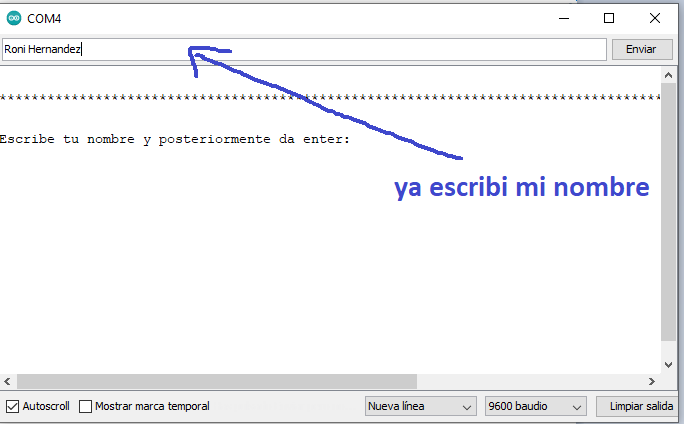 COM4
Roni Hernandez
Enviar
***********************************************************************
Escribe tu nombre y posteriormente da enter:
ya escribi mi nombre
Autoscroll
Mostrar marca temporal
Nueva línea
9600 baudio
Limpiar salida